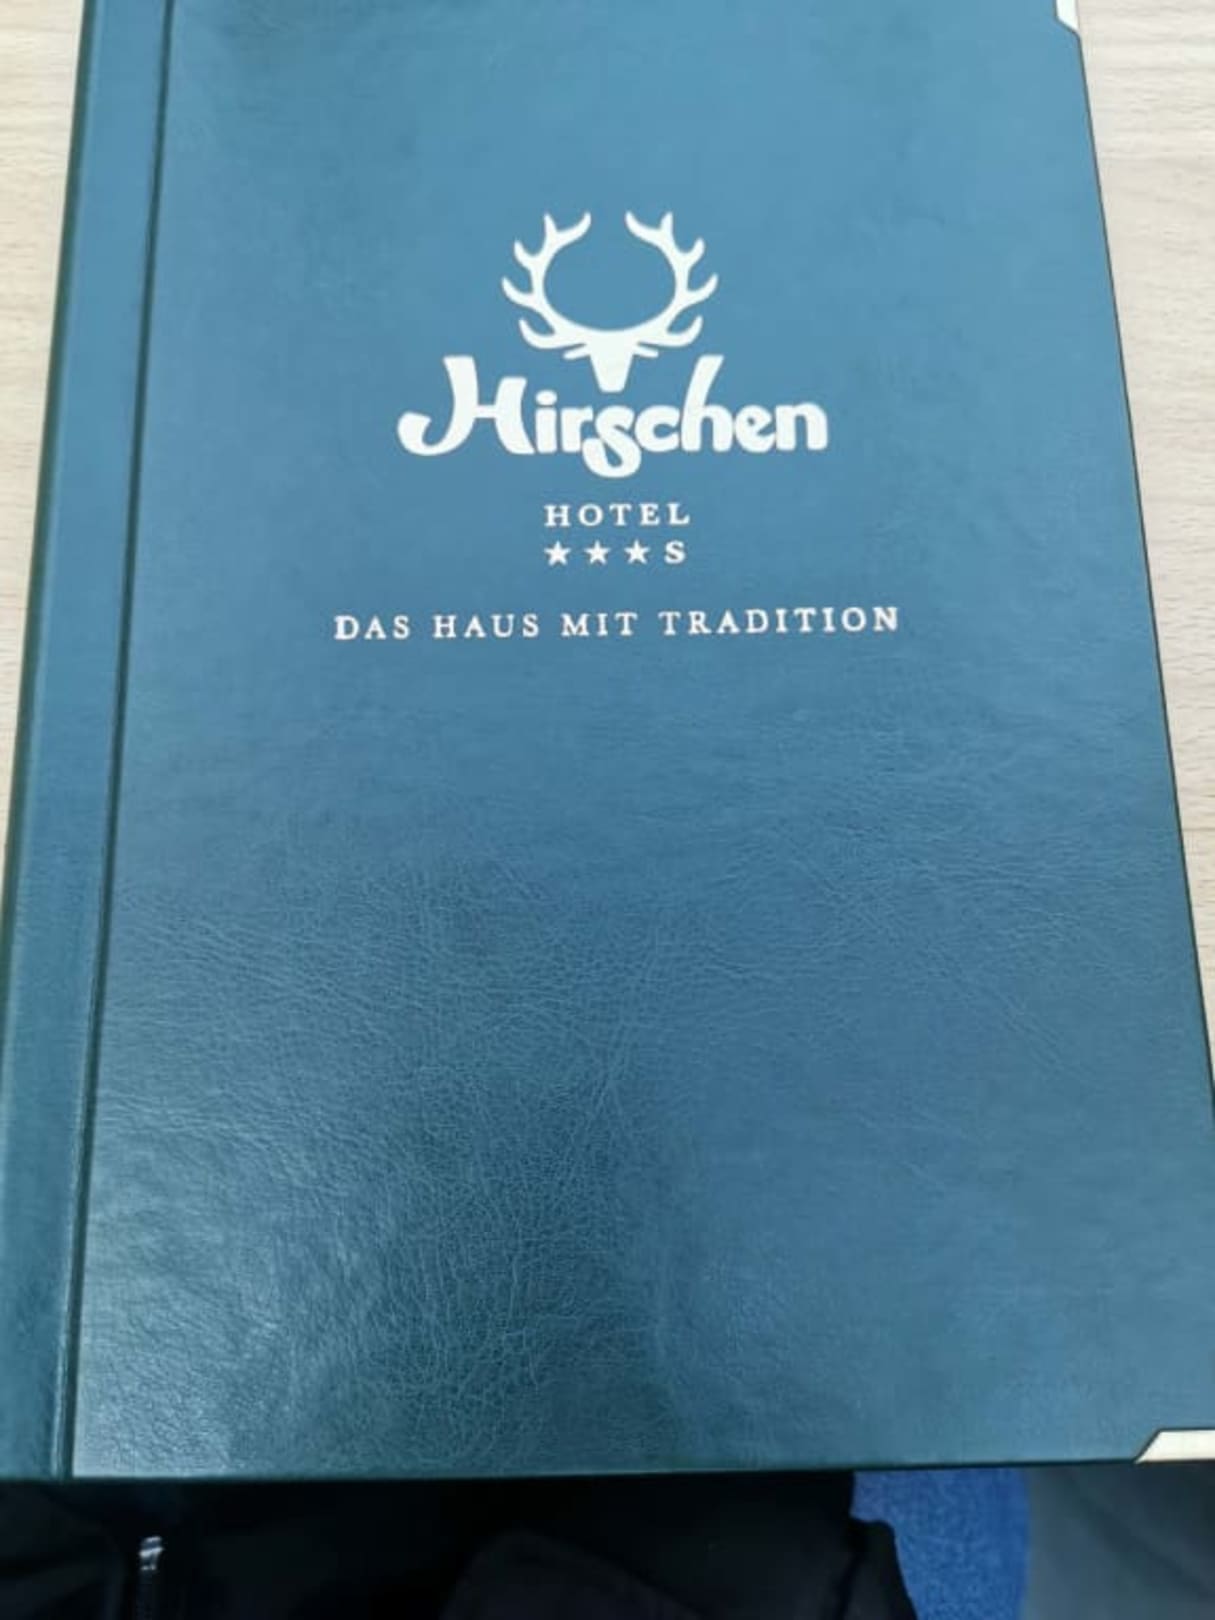 Hirschen
HOTEL
★★★S
DAS HAUS MIT TRADITION